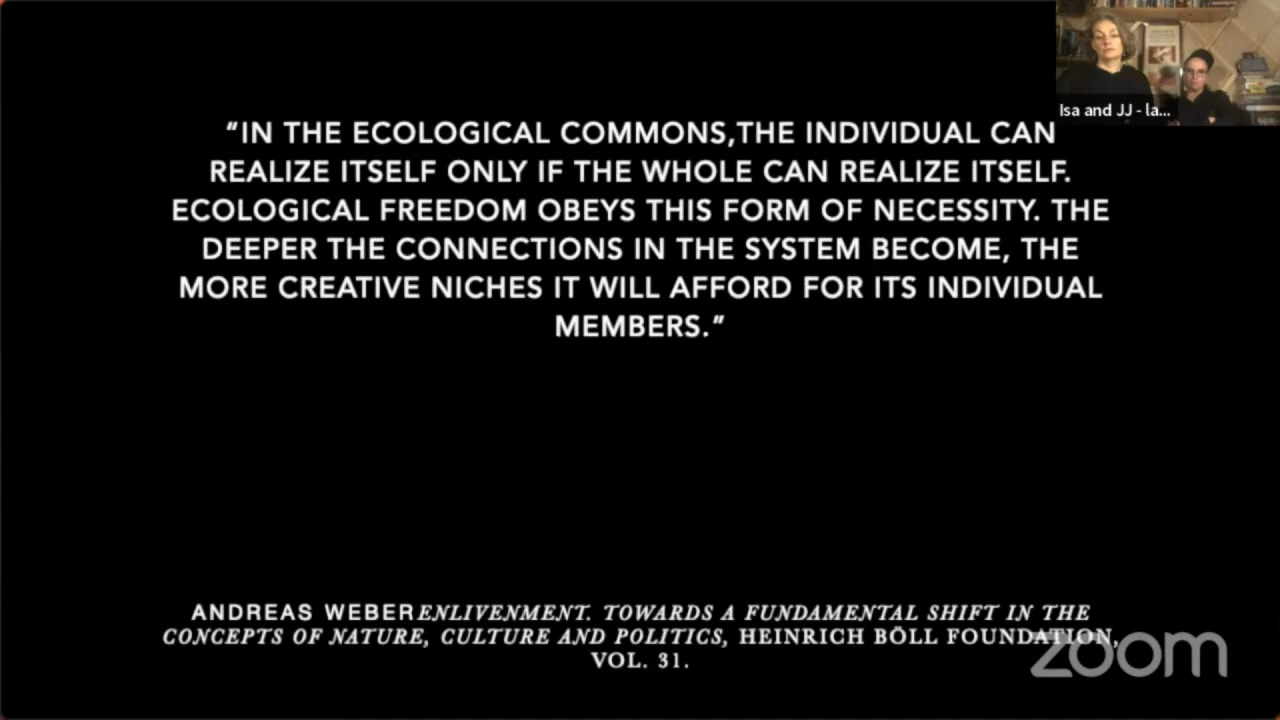 Isa and JJ - la...
“IN THE ECOLOGICAL COMMONS,THE INDIVIDUAL CAN
REALIZE ITSELF ONLY IF THE WHOLE CAN REALIZE ITSELF.
ECOLOGICAL FREEDOM OBEYS THIS FORM OF NECESSITY. THE
DEEPER THE CONNECTIONS IN THE SYSTEM BECOME, THE
MORE CREATIVE NICHES IT WILL AFFORD FOR ITS INDIVIDUAL
MEMBERS.”
ANDREAS WEBER ENLIVENMENT. TOWARDS A FUNDAMENTAL SHIFT IN THE
CONCEPTS OF NATURE, CULTURE AND POLITICS, HEINRICH BÖLL FOUNDATION,
VOL. 31.
zoom